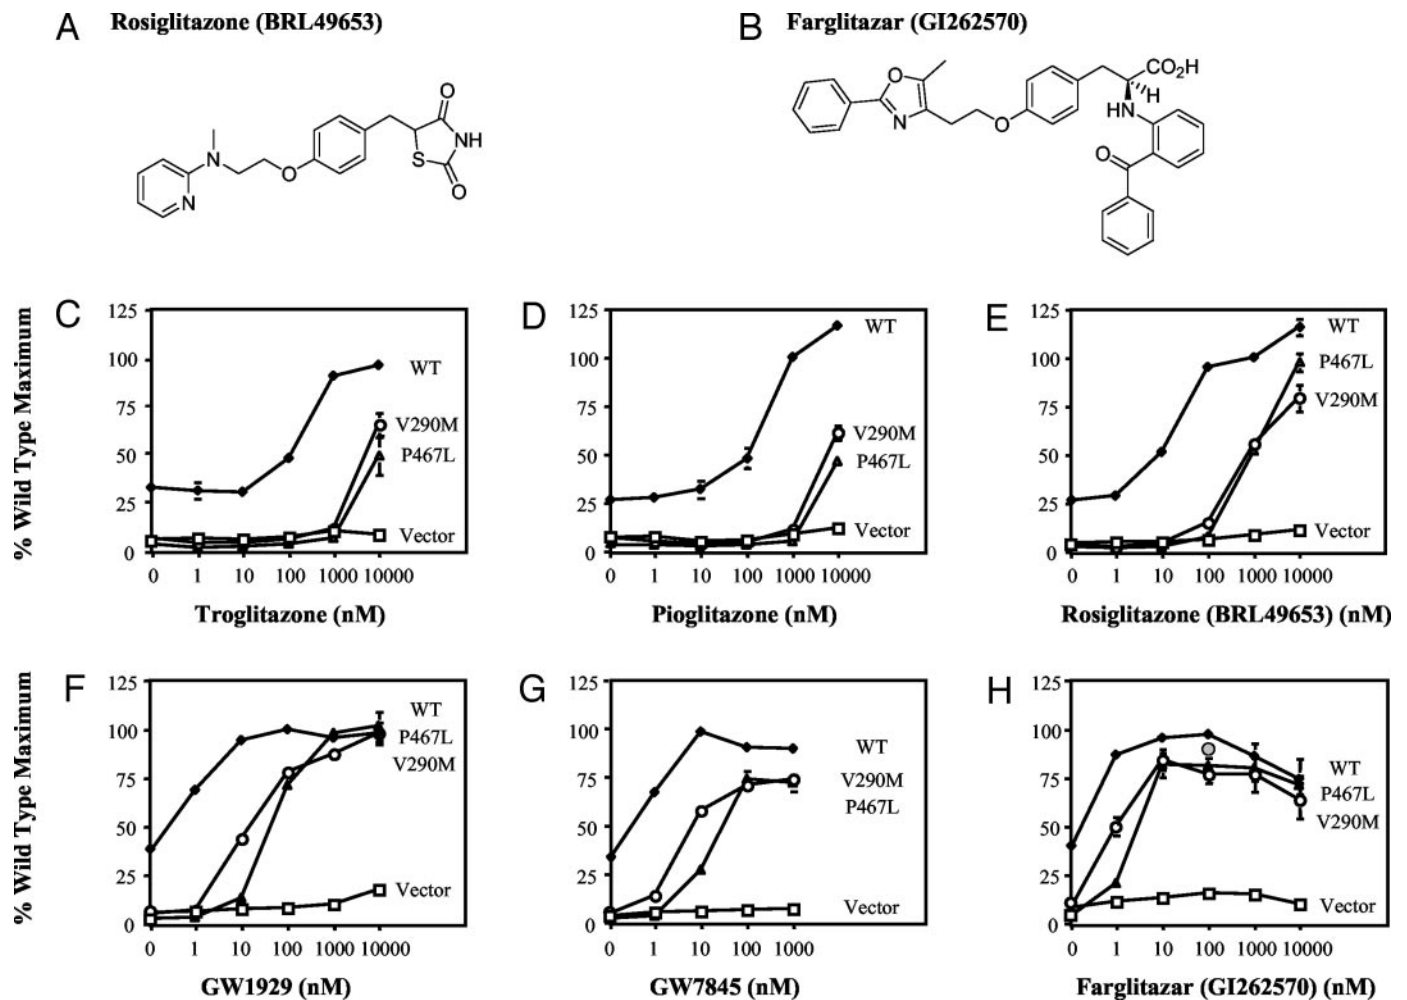 A Rosiglitazone (BRL49653)
B Farglitazar (GI262570)
N
N
O
O
NH
S
O
O
N
O
CO2H
H
HN
O
C
% Wild Type Maximum
125
100
75
50
25
0
WT
V290M
P467L
Vector
0 1 10 100 1000 10000
Troglitazone (nM)
D
125
100
75
50
25
0
WT
V290M
P467L
Vector
0 1 10 100 1000 10000
Pioglitazone (nM)
E
125
100
75
50
25
0
WT
P467L
V290M
Vector
0 1 10 100 1000 10000
Rosiglitazone (BRL49653) (nM)
F
% Wild Type Maximum
125
100
75
50
25
0
WT
P467L
V290M
Vector
0 1 10 100 1000 10000
GW1929 (nM)
G
125
100
75
50
25
0
WT
V290M
P467L
Vector
0 1 10 100 1000
GW7845 (nM)
H
125
100
75
50
25
0
WT
P467L
V290M
Vector
0 1 10 100 1000 10000
Farglitazar (GI262570) (nM)